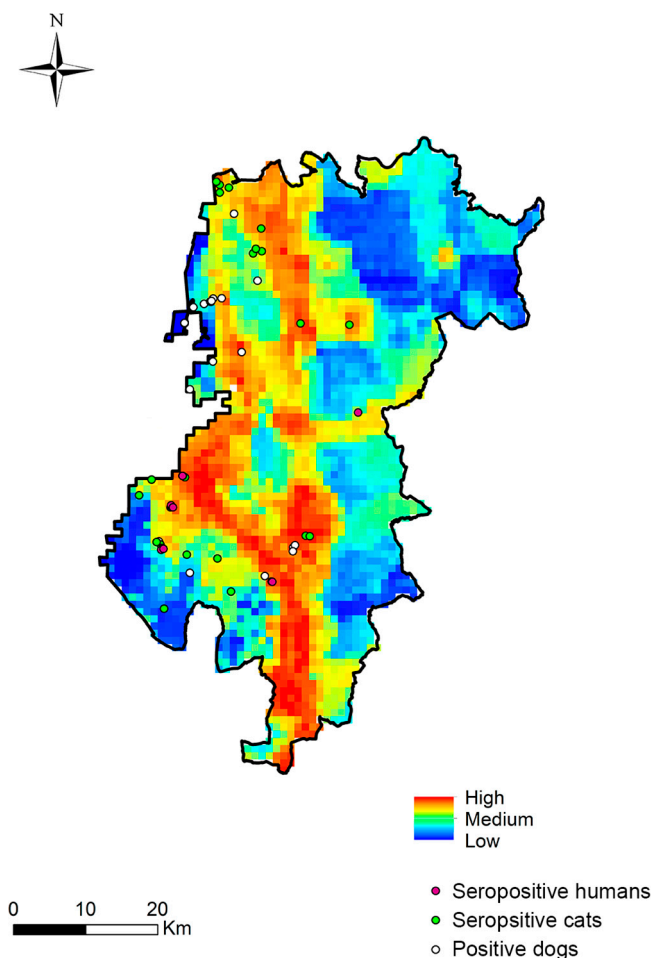 N
High
Medium
Low
Seropositive humans
Seropsitive cats
Positive dogs
0 10 20
Km